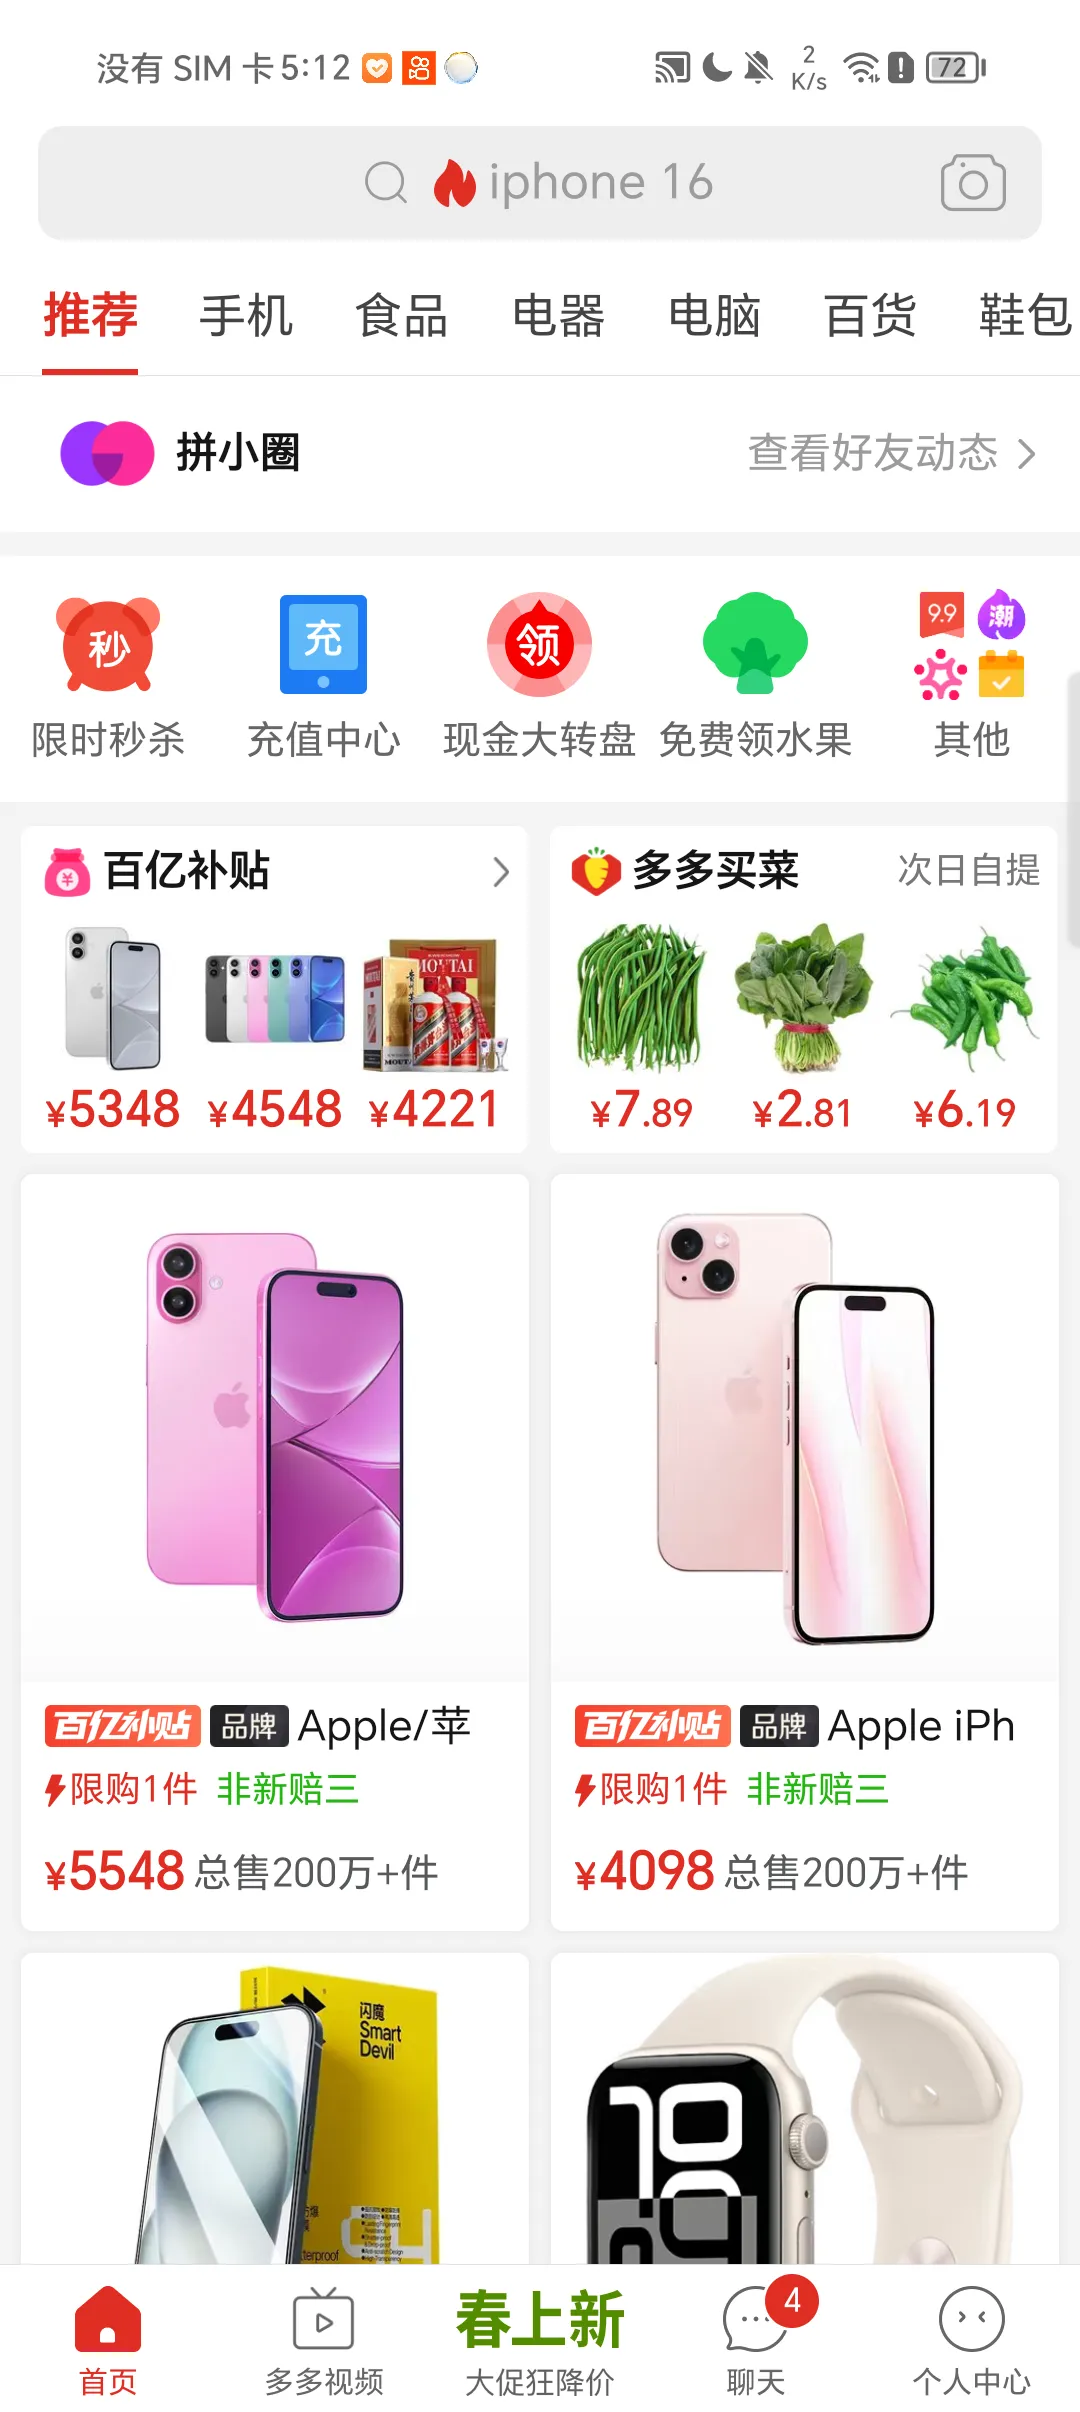 没有 SIM 卡 5:12
2 K/s
72
iphone 16
推荐 手机 食品 电器 电脑 百货 鞋包
拼小圈 查看好友动态
秒 充 领 9.9 潮
限时秒杀 充值中心 现金大转盘 免费领水果 其他
百亿补贴
MOUTAI
¥5348 ¥4548 ¥4221
多多买菜 次日自提
¥7.89 ¥2.81 ¥6.19
百亿补贴 品牌 Apple/苹
限购1件 非新赔三
¥5548 总售200万+件
百亿补贴 品牌 Apple iPh
限购1件 非新赔三
¥4098 总售200万+件
闪魔
Smart
Devil
10
春上新
4
首页 多多视频 大促狂降价 聊天 个人中心